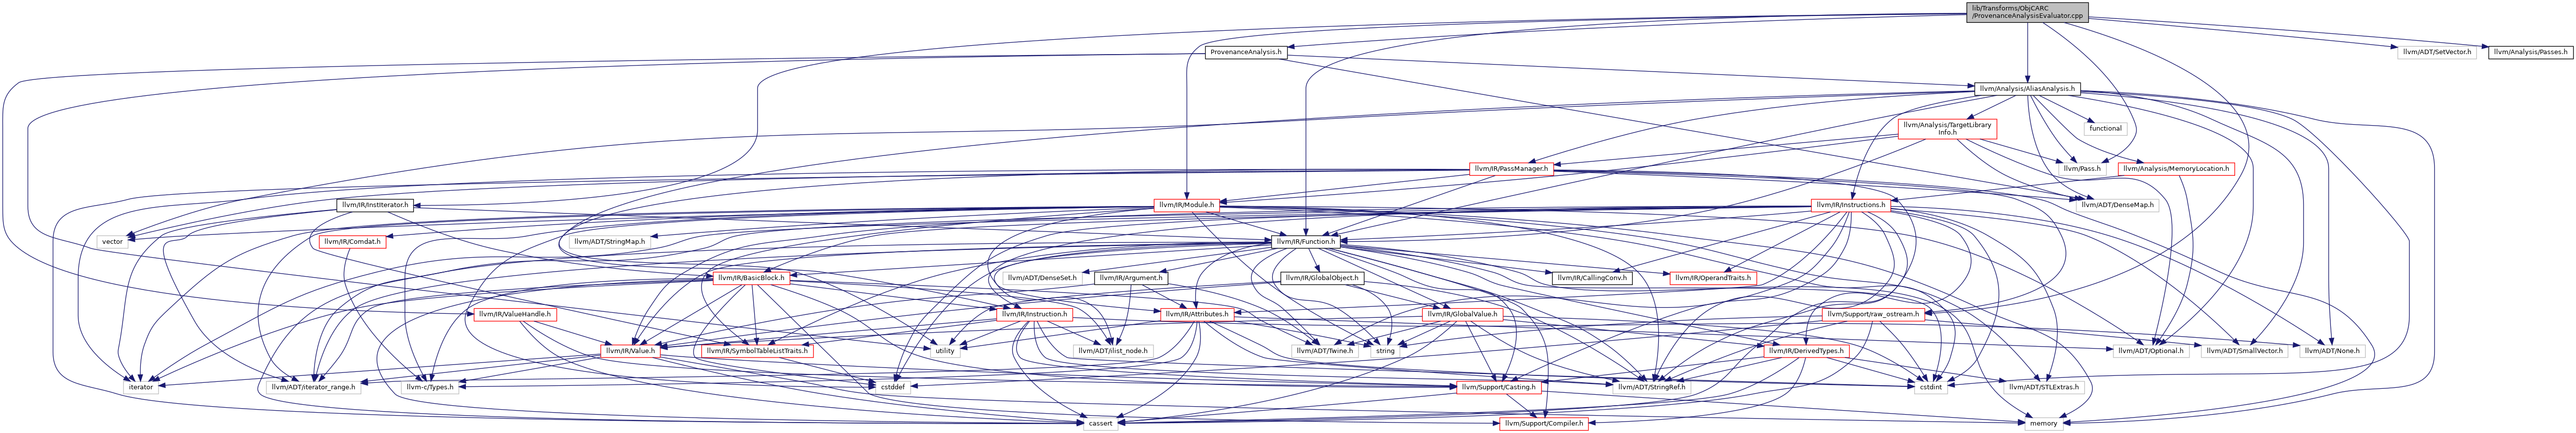 lib/Transforms/ObjCARC
/ProvenanceAnalysisEvaluator.cpp
ProvenanceAnalysis.h
llvm/ADT/SetVector.h
llvm/Analysis/Passes.h
llvm/Analysis/AliasAnalysis.h
llvm/Analysis/TargetLibrary
Info.h
functional
llvm/IR/PassManager.h
llvm/Pass.h
llvm/Analysis/MemoryLocation.h
llvm/IR/InstIterator.h
llvm/IR/Module.h
llvm/IR/Instructions.h
llvm/ADT/DenseMap.h
vector
llvm/IR/Comdat.h
llvm/ADT/StringMap.h
llvm/IR/Function.h
llvm/IR/BasicBlock.h
llvm/ADT/DenseSet.h
llvm/IR/Argument.h
llvm/IR/GlobalObject.h
llvm/IR/CallingConv.h
llvm/IR/OperandTraits.h
llvm/IR/ValueHandle.h
llvm/IR/Instruction.h
llvm/IR/Attributes.h
llvm/IR/GlobalValue.h
llvm/Support/raw_ostream.h
llvm/IR/Value.h
llvm/IR/SymbolTableListTraits.h
utility
llvm/ADT/ilist_node.h
llvm/ADT/Twine.h
string
llvm/IR/DerivedTypes.h
llvm/ADT/Optional.h
llvm/ADT/SmallVector.h
llvm/ADT/None.h
iterator
llvm/ADT/iterator_range.h
llvm-c/Types.h
cstddef
llvm/Support/Casting.h
llvm/ADT/StringRef.h
cstdint
llvm/ADT/STLExtras.h
cassert
llvm/Support/Compiler.h
memory